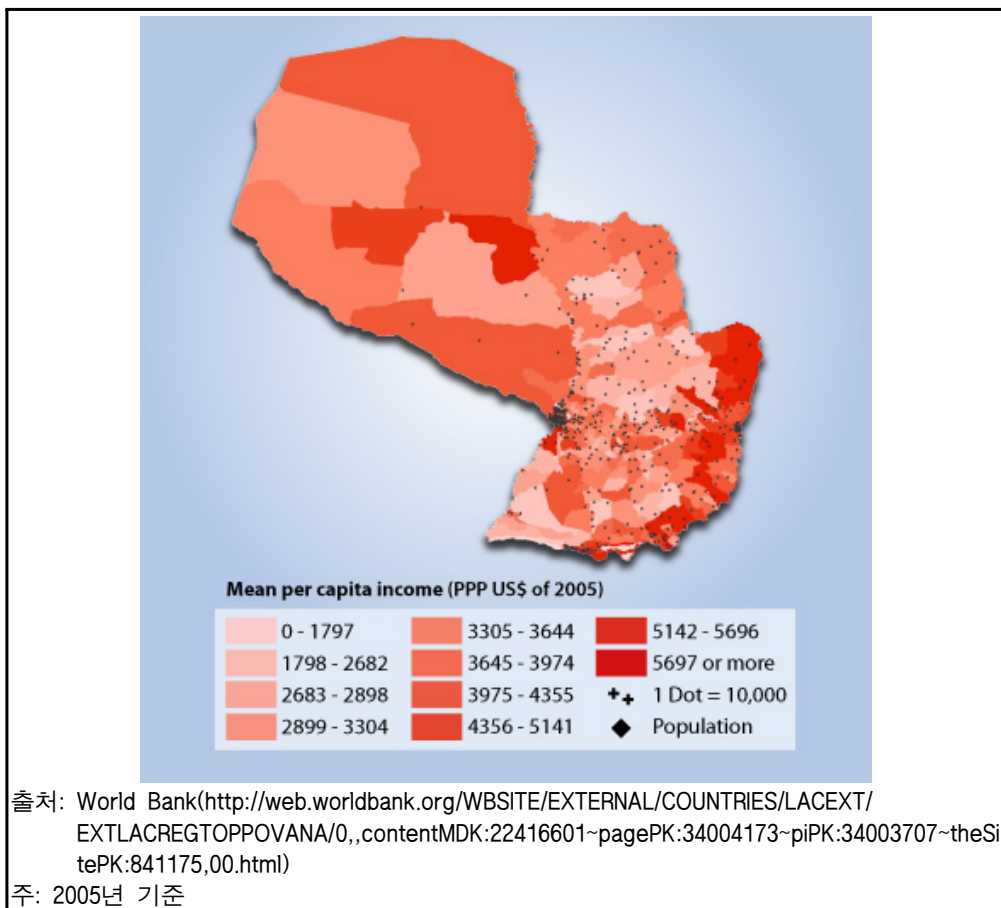 Mean per capita income (PPP US$ of 2005)
0 - 1797
1798 - 2682
2683 - 2898
2899 - 3304
3305 - 3644
3645 - 3974
3975 - 4355
4356 - 5141
5142 - 5696
5697 or more
1 Dot = 10,000
Population
출처: World Bank(http://web.worldbank.org/WBSITE/EXTERNAL/COUNTRIES/LACEXT/
EXTLACREGTOPPOVANA/0,,contentMDK:22416601~pagePK:34004173~piPK:34003707~theSi
tePK:841175,00.html)
주: 2005년 기준